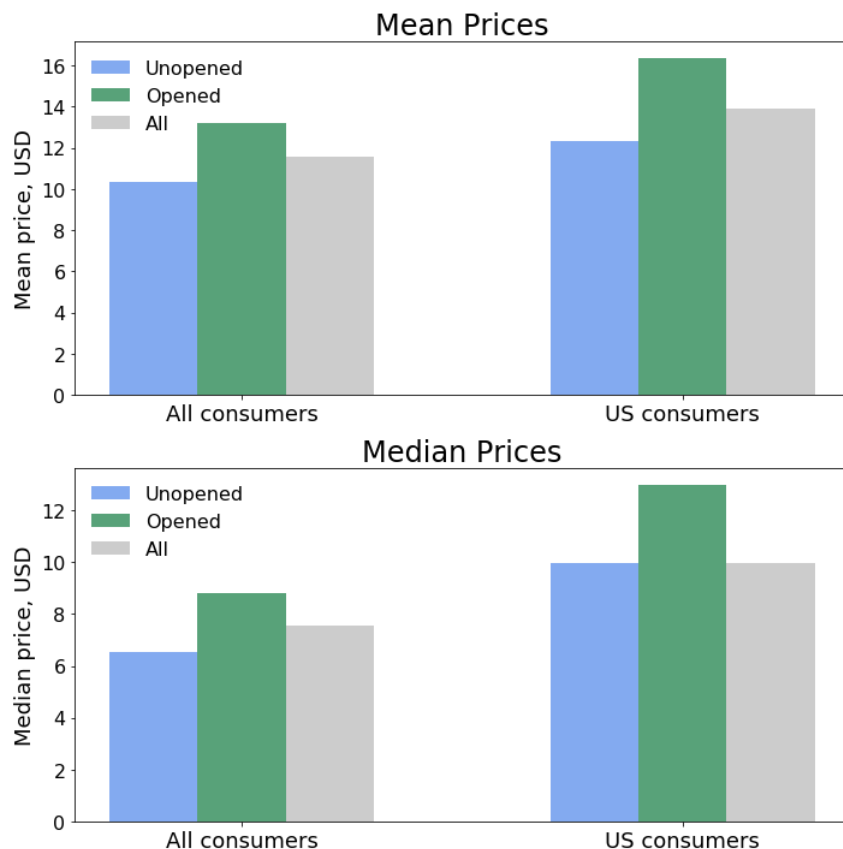 Mean Prices
Mean price, USD
16
14
12
10
8
6
4
2
0
Unopened
Opened
All
All consumers
US consumers
Median Prices
Median price, USD
12
10
8
6
4
2
0
Unopened
Opened
All
All consumers
US consumers